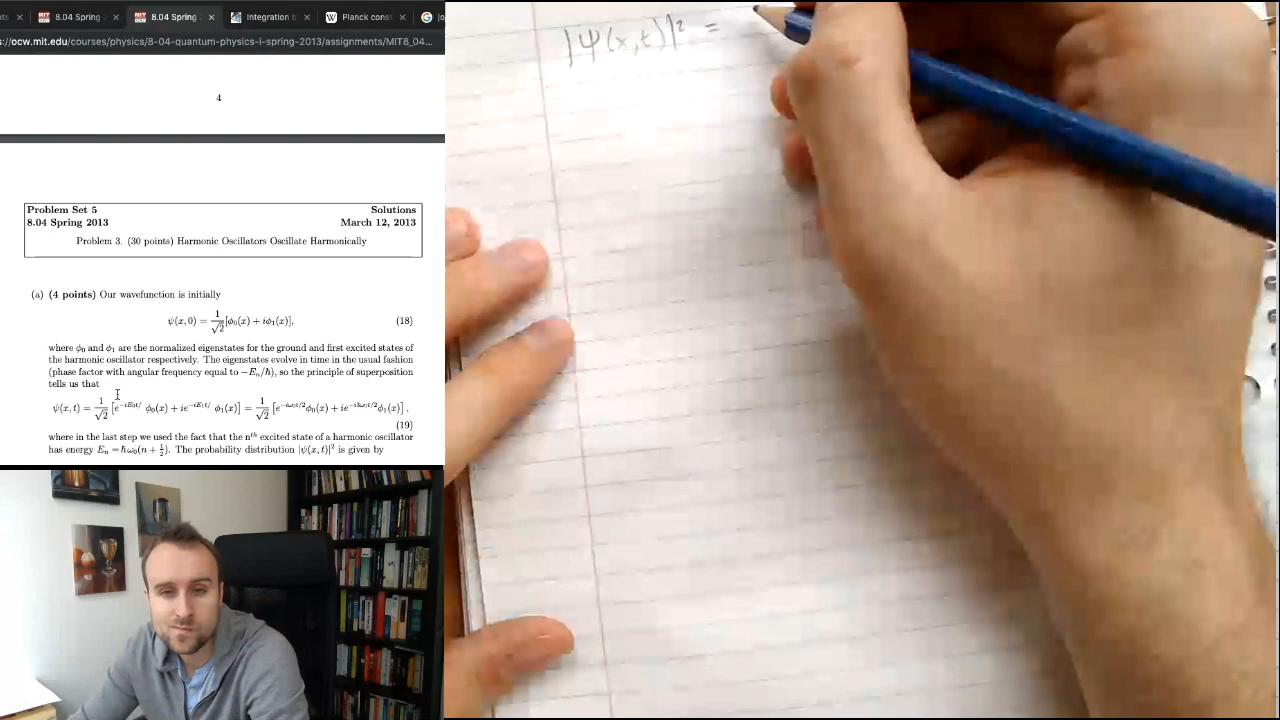 ts
8.04 Spring
8.04 Spring
Integration b
Planck const
jo
://ocw.mit.edu/courses/physics/8-04-quantum-physics-i-spring-2013/assignments/MIT8_04...
4
Problem Set 5 Solutions
8.04 Spring 2013 March 12, 2013
Problem 3. (30 points) Harmonic Oscillators Oscillate Harmonically
(a) (4 points) Our wavefunction is initially
ψ(x, 0) = 1/√2 [ϕ₀(x) + iϕ₁(x)], (18)
where ϕ₀ and ϕ₁ are the normalized eigenstates for the ground and first excited states of
the harmonic oscillator respectively. The eigenstates evolve in time in the usual fashion
(phase factor with angular frequency equal to −Eₙ/ℏ), so the principle of superposition
tells us that
ψ(x, t) = 1/√2 [e^{−iE₀t/} ϕ₀(x) + ie^{−iE₁t/} ϕ₁(x)] = 1/√2 [e^{−iω₀t/2}ϕ₀(x) + ie^{−i3ω₀t/2}ϕ₁(x)],
(19)
where in the last step we used the fact that the nᵗʰ excited state of a harmonic oscillator
has energy Eₙ = ℏω₀(n + 1/2). The probability distribution |ψ(x, t)|² is given by
|ψ(x,t)|² =